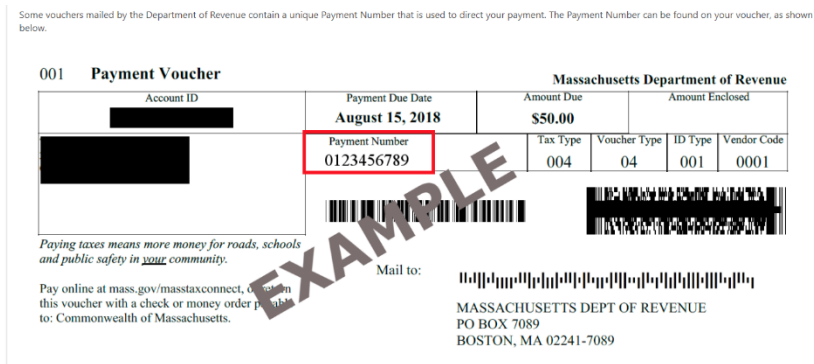 Some vouchers mailed by the Department of Revenue contain a unique Payment Number that is used to direct your payment. The Payment Number can be found on your voucher, as shown
below.
001 Payment Voucher
Massachusetts Department of Revenue
Account ID
Payment Due Date
August 15, 2018
Amount Due
$50.00
Amount Enclosed
Payment Number
0123456789
Tax Type
004
Voucher Type
04
ID Type
001
Vendor Code
0001
EXAMPLE
Paying taxes means more money for roads, schools
and public safety in your community.
Pay online at mass.gov/masstaxconnect,
this voucher with a check or money order
to: Commonwealth of Massachusetts.
Mail to:
MASSACHUSETTS DEPT OF REVENUE
PO BOX 7089
BOSTON, MA 02241-7089